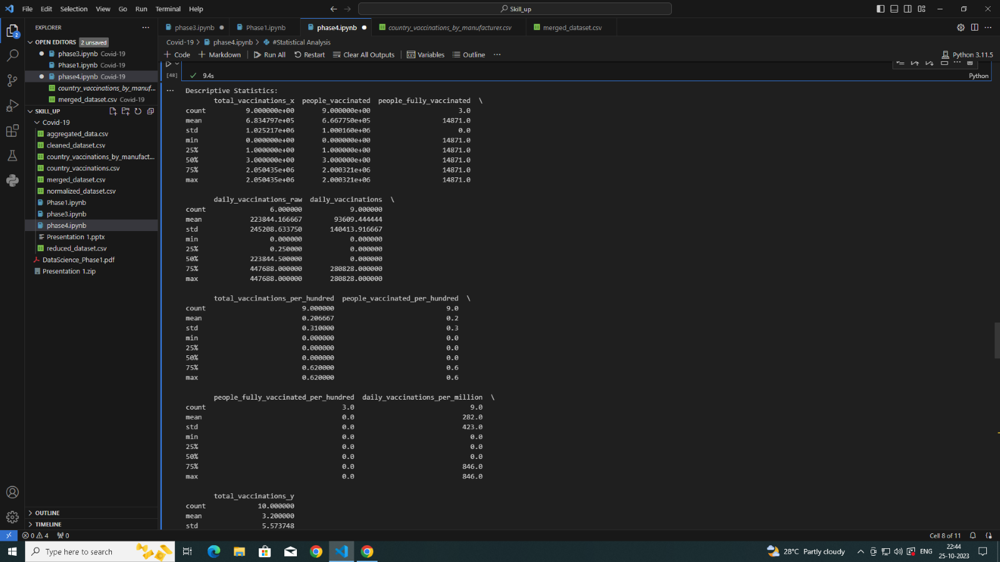 File Edit Selection View Go Run Terminal Help
Skill_up
EXPLORER
phase3.ipynb Phase1.ipynb phase4.ipynb country_vaccinations_by_manufacturer.csv merged_dataset.csv
OPEN EDITORS 2 unsaved
phase3.ipynb Covid-19
Phase1.ipynb Covid-19
phase4.ipynb Covid-19
country_vaccinations_by_manuf...
merged_dataset.csv Covid-19
SKILL_UP
Covid-19
aggregated_data.csv
cleaned_dataset.csv
country_vaccinations_by_manufact...
country_vaccinations.csv
merged_dataset.csv
normalized_dataset.csv
Phase1.ipynb
phase3.ipynb
phase4.ipynb
Presentation 1.pptx
reduced_dataset.csv
DataScience_Phase1.pdf
Presentation 1.zip
OUTLINE
TIMELINE
Covid-19 > phase4.ipynb > #Statistical Analysis
+ Code + Markdown Run All Restart Clear All Outputs Variables Outline ...
Python 3.11.5
[48] 9.4s Python
... Descriptive Statistics:
total_vaccinations_x people_vaccinated people_fully_vaccinated \
count 9.000000e+00 9.000000e+00 3.0
mean 6.834797e+05 6.667750e+05 14871.0
std 1.025217e+06 1.000160e+06 0.0
min 0.000000e+00 0.000000e+00 14871.0
25% 1.000000e+00 1.000000e+00 14871.0
50% 3.000000e+00 3.000000e+00 14871.0
75% 2.050435e+06 2.000321e+06 14871.0
max 2.050435e+06 2.000321e+06 14871.0
daily_vaccinations_raw daily_vaccinations \
count 6.000000 9.000000
mean 223844.166667 93609.444444
std 245208.633750 140413.916667
min 0.000000 0.000000
25% 0.250000 0.000000
50% 223844.500000 0.000000
75% 447688.000000 280828.000000
max 447688.000000 280828.000000
total_vaccinations_per_hundred people_vaccinated_per_hundred \
count 9.000000 9.0
mean 0.206667 0.2
std 0.310000 0.3
min 0.000000 0.0
25% 0.000000 0.0
50% 0.000000 0.0
75% 0.620000 0.6
max 0.620000 0.6
people_fully_vaccinated_per_hundred daily_vaccinations_per_million \
count 3.0 9.0
mean 0.0 282.0
std 0.0 423.0
min 0.0 0.0
25% 0.0 0.0
50% 0.0 0.0
75% 0.0 846.0
max 0.0 846.0
total_vaccinations_y
count 10.000000
mean 3.200000
std 5.573748
0 4 0 Cell 8 of 11
Type here to search 28°C Partly cloudy ENG 22:44
25-10-2023